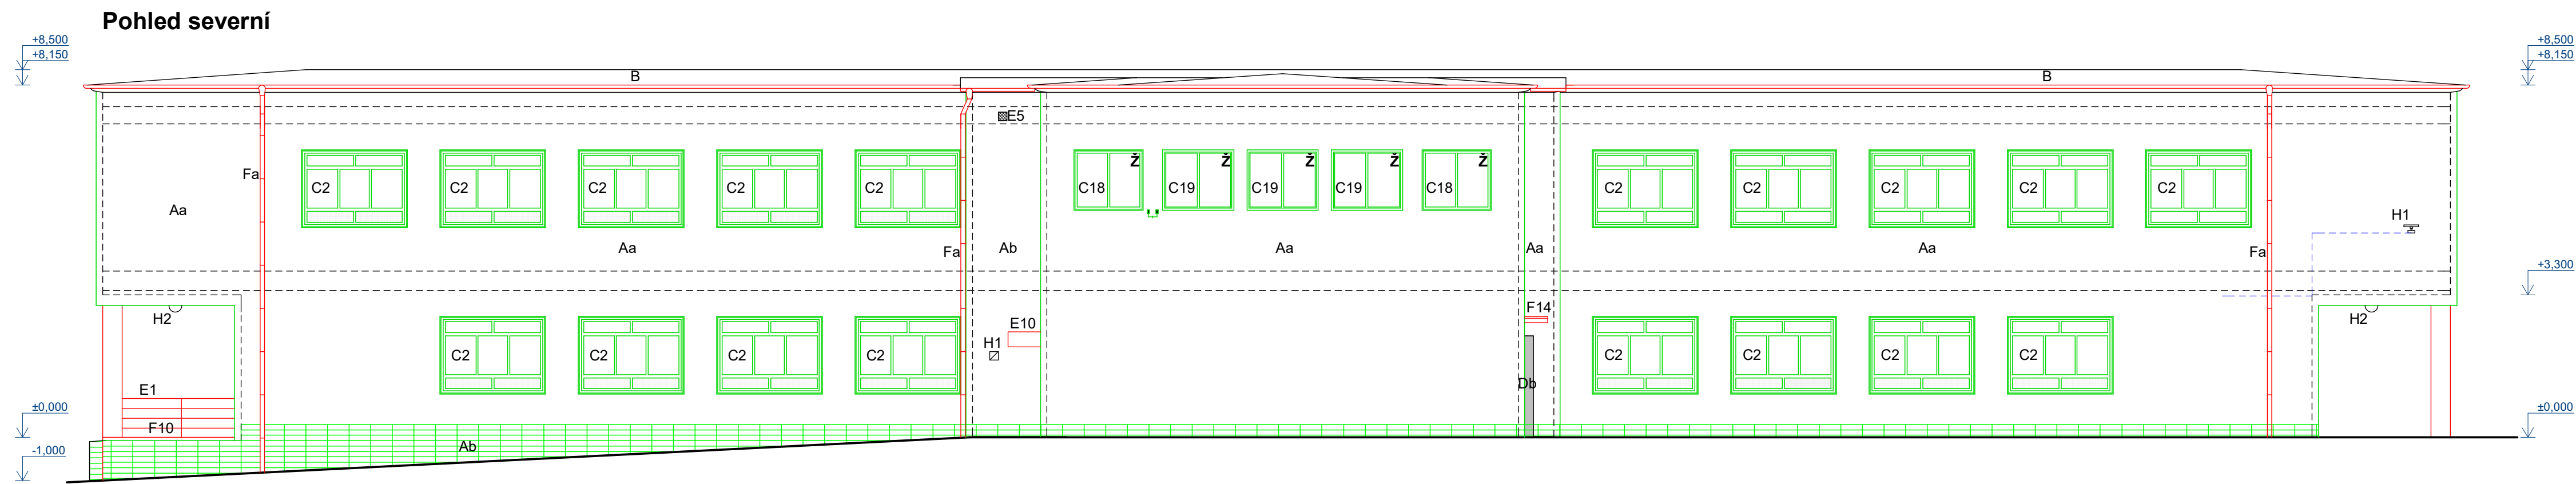 Pohled severní
+8,500
+8,500
+8,150
+8,150
B
B
E5
Ž
Ž
Ž
Ž
Ž
Fa
C2
C2
C2
C2
C2
C18
C19
C19
C19
C18
C2
C2
C2
C2
C2
Aa
H1
Aa
Fa
Ab
Aa
Aa
Aa
Fa
+3,300
H2
E10
F14
H2
H1
C2
C2
C2
C2
C2
C2
C2
C2
E1
Db
±0,000
±0,000
F10
Ab
-1,000